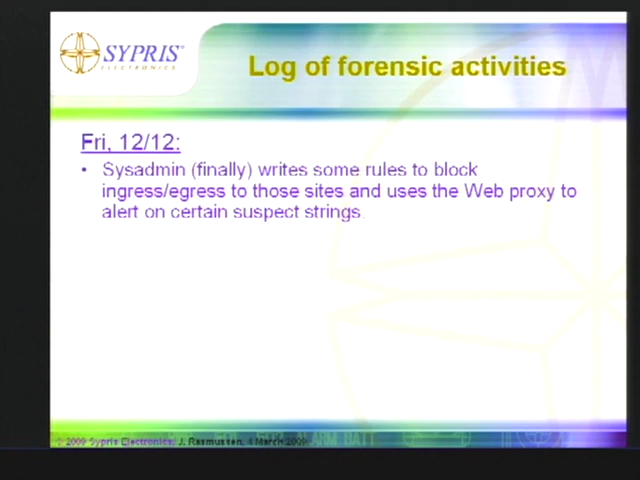 SYPRIS
ELECTRONICS
Log of forensic activities
Fri, 12/12:
• Sysadmin (finally) writes some rules to block
ingress/egress to those sites and uses the Web proxy to
alert on certain suspect strings.
© 2009 Sypris Electronics, J. Rasmussen, 4 March 2009